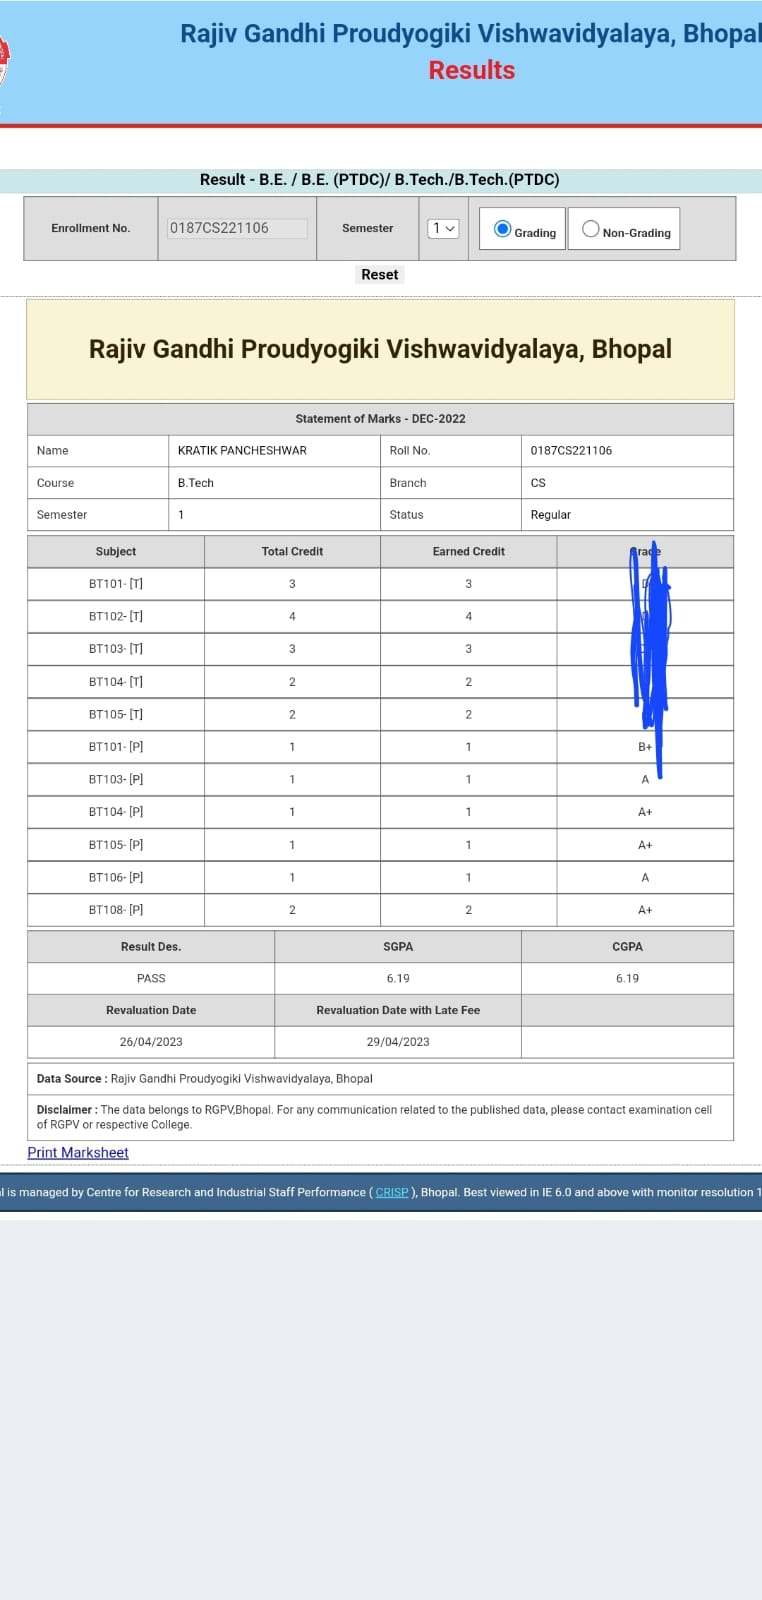 Rajiv Gandhi Proudyogiki Vishwavidyalaya, Bhopal
Results
Result - B.E. / B.E. (PTDC)/ B.Tech./B.Tech.(PTDC)
Enrollment No. 0187CS221106 Semester 1 Grading Non-Grading
Reset
Rajiv Gandhi Proudyogiki Vishwavidyalaya, Bhopal
Statement of Marks - DEC-2022
Name KRATIK PANCHESHWAR Roll No. 0187CS221106
Course B.Tech Branch CS
Semester 1 Status Regular
Subject Total Credit Earned Credit Grade
BT101- [T] 3 3
BT102- [T] 4 4
BT103- [T] 3 3
BT104- [T] 2 2
BT105- [T] 2 2
BT101- [P] 1 1 B+
BT103- [P] 1 1 A
BT104- [P] 1 1 A+
BT105- [P] 1 1 A+
BT106- [P] 1 1 A
BT108- [P] 2 2 A+
Result Des. SGPA CGPA
PASS 6.19 6.19
Revaluation Date Revaluation Date with Late Fee
26/04/2023 29/04/2023
Data Source : Rajiv Gandhi Proudyogiki Vishwavidyalaya, Bhopal
Disclaimer : The data belongs to RGPV,Bhopal. For any communication related to the published data, please contact examination cell
of RGPV or respective College.
Print Marksheet
is managed by Centre for Research and Industrial Staff Performance ( CRISP ), Bhopal. Best viewed in IE 6.0 and above with monitor resolution 1